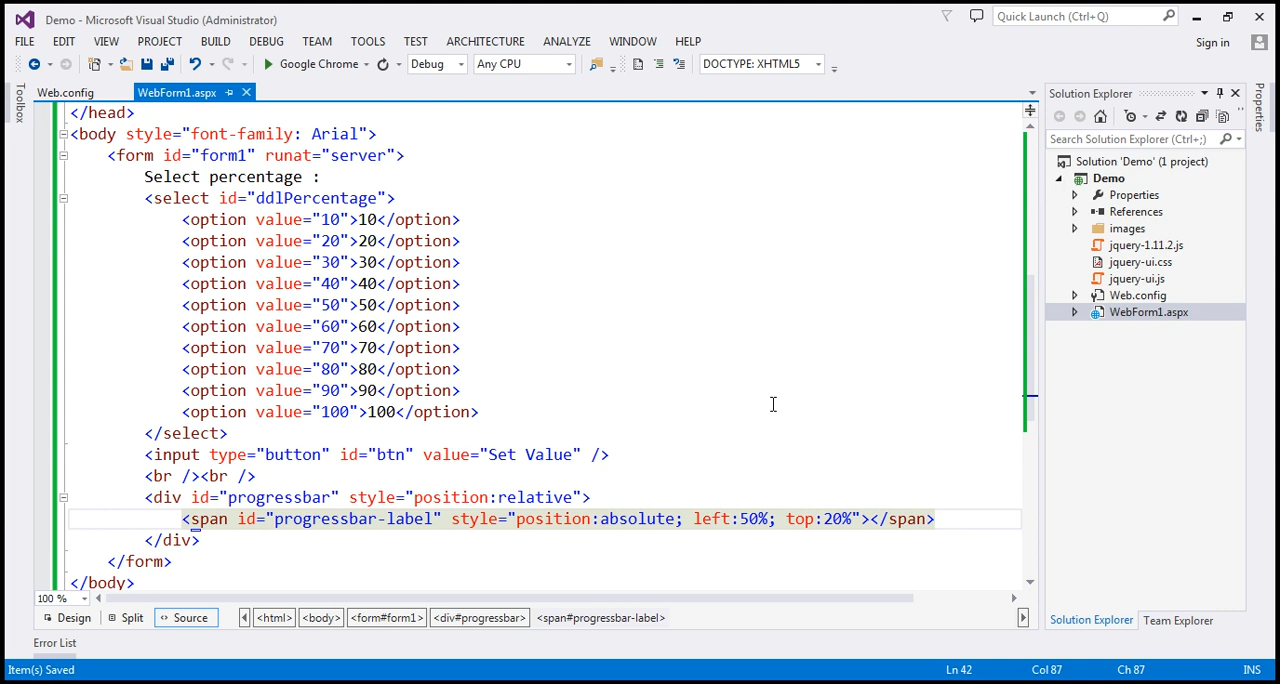 Demo - Microsoft Visual Studio (Administrator)
Quick Launch (Ctrl+Q)
FILE EDIT VIEW PROJECT BUILD DEBUG TEAM TOOLS TEST ARCHITECTURE ANALYZE WINDOW HELP
Sign in
Google Chrome Debug Any CPU DOCTYPE: XHTML5
Toolbox
Web.config WebForm1.aspx
</head>
<body style="font-family: Arial">
<form id="form1" runat="server">
Select percentage :
<select id="ddlPercentage">
<option value="10">10</option>
<option value="20">20</option>
<option value="30">30</option>
<option value="40">40</option>
<option value="50">50</option>
<option value="60">60</option>
<option value="70">70</option>
<option value="80">80</option>
<option value="90">90</option>
<option value="100">100</option>
</select>
<input type="button" id="btn" value="Set Value" />
<br /><br />
<div id="progressbar" style="position:relative">
<span id="progressbar-label" style="position:absolute; left:50%; top:20%"></span>
</div>
</form>
</body>
100 %
Design Split Source <html> <body> <form#form1> <div#progressbar> <span#progressbar-label>
Error List
Solution Explorer
Search Solution Explorer (Ctrl+;)
Solution 'Demo' (1 project)
Demo
Properties
References
images
jquery-1.11.2.js
jquery-ui.css
jquery-ui.js
Web.config
WebForm1.aspx
Solution Explorer Team Explorer
Properties
Item(s) Saved Ln 42 Col 87 Ch 87 INS